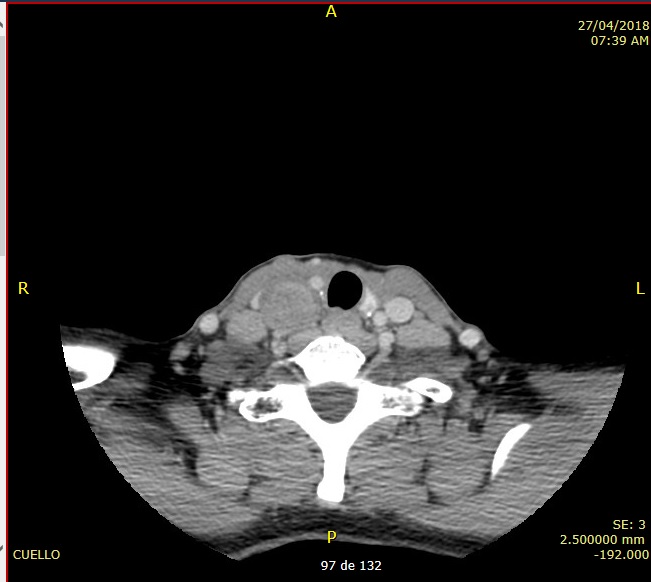 A
27/04/2018
07:39 AM
R
L
SE: 3
2.500000 mm
-192.000
P
CUELLO
97 de 132